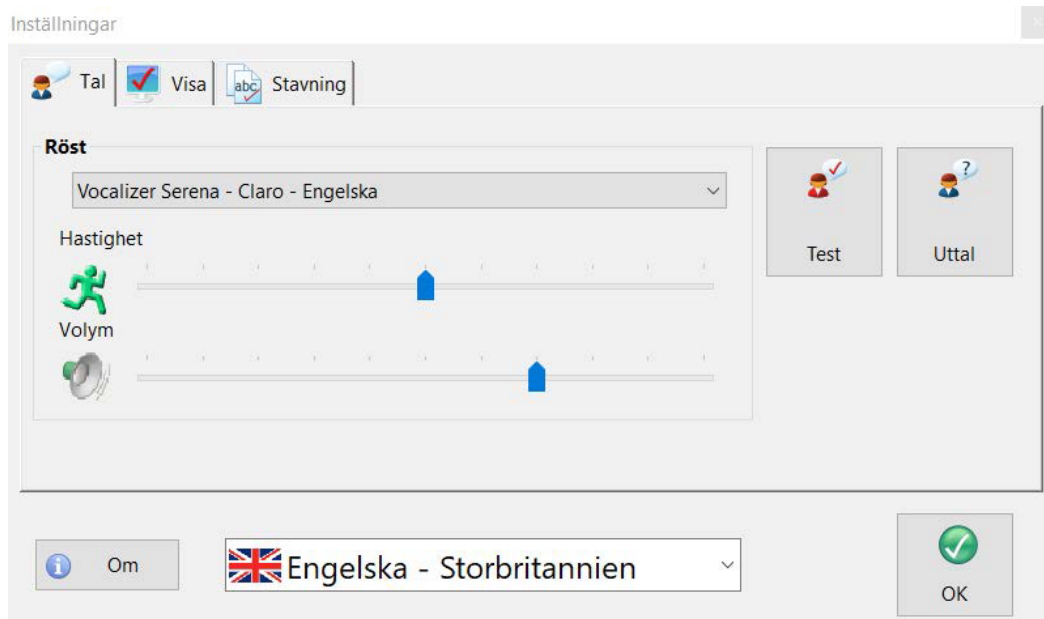 Inställningar
Tal
Visa
abc
Stavning
Röst
Vocalizer Serena - Claro - Engelska
Hastighet
Volym
Test
Uttal
?
Om
Engelska - Storbritannien
OK